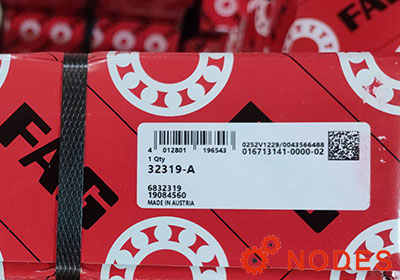 FAG
FAG
4 012801 196543
0252V1229/0043566488
016713141-0000-02
1 Qty
32319-A
6832319
19084560
MADE IN AUSTRIA
NODES